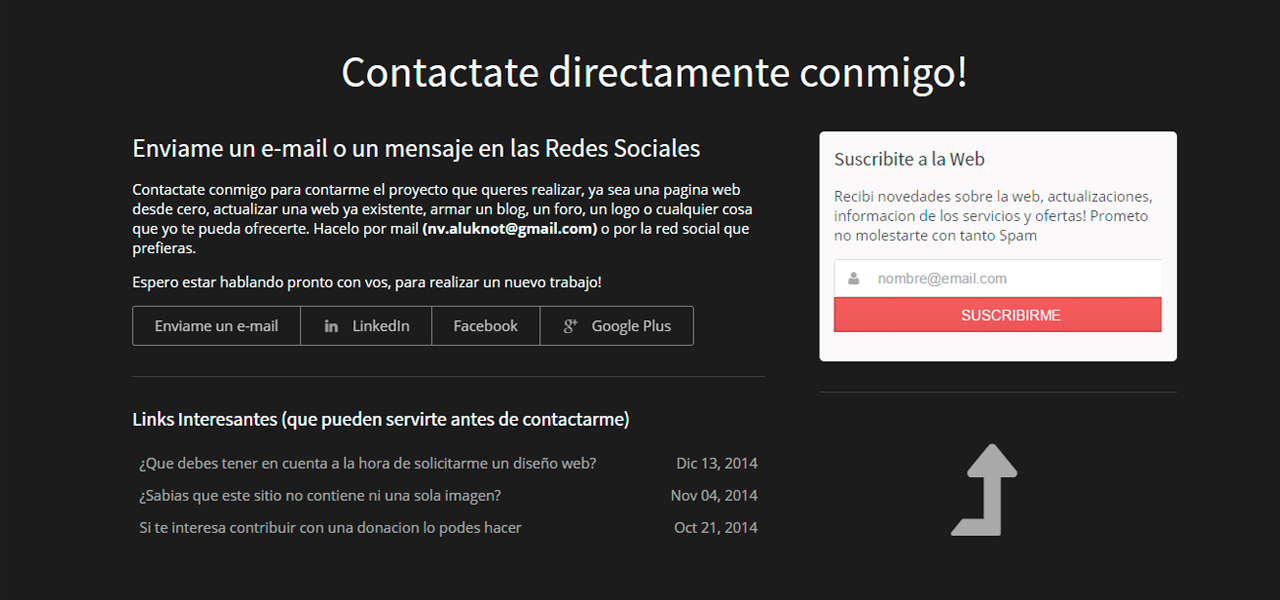 Contactate directamente conmigo!
Enviame un e-mail o un mensaje en las Redes Sociales
Contactate conmigo para contarme el proyecto que queres realizar, ya sea una pagina web
desde cero, actualizar una web ya existente, armar un blog, un foro, un logo o cualquier cosa
que yo te pueda ofrecerte. Hacelo por mail (nv.aluknot@gmail.com) o por la red social que
prefieras.
Espero estar hablando pronto con vos, para realizar un nuevo trabajo!
Enviame un e-mail
LinkedIn
Facebook
Google Plus
Links Interesantes (que pueden servirte antes de contactarme)
¿Que debes tener en cuenta a la hora de solicitarme un diseño web? Dic 13, 2014
¿Sabias que este sitio no contiene ni una sola imagen? Nov 04, 2014
Si te interesa contribuir con una donacion lo podes hacer Oct 21, 2014
Suscribite a la Web
Recibi novedades sobre la web, actualizaciones,
informacion de los servicios y ofertas! Prometo
no molestarte con tanto Spam
nombre@email.com
SUSCRIBIRME